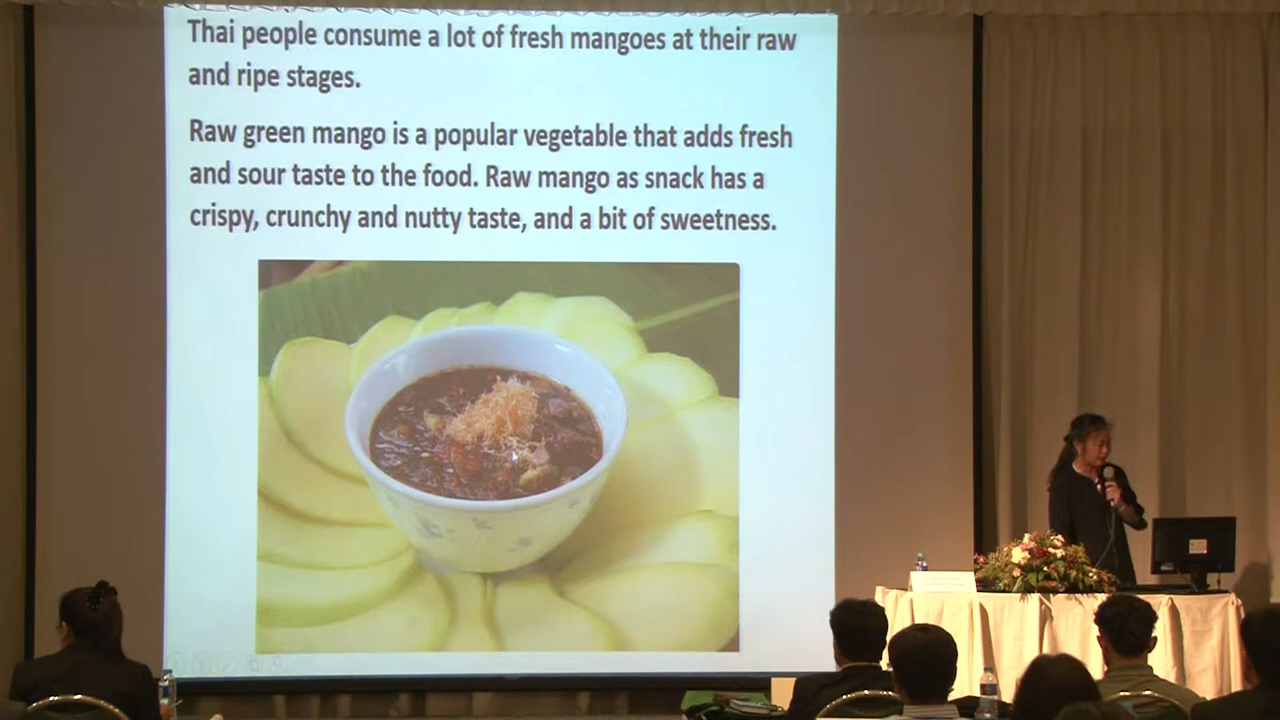 Thai people consume a lot of fresh mangoes at their raw
and ripe stages.
Raw green mango is a popular vegetable that adds fresh
and sour taste to the food. Raw mango as snack has a
crispy, crunchy and nutty taste, and a bit of sweetness.